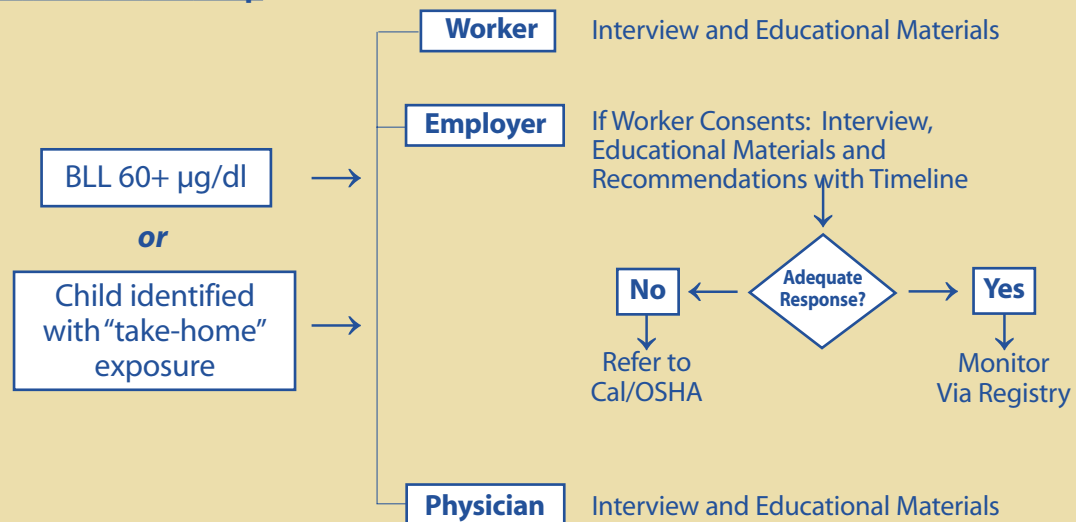 Worker
Interview and Educational Materials
Employer
If Worker Consents: Interview,
Educational Materials and
Recommendations with Timeline
BLL 60+ µg/dl
or
Child identified
with “take-home”
exposure
Adequate
Response?
No
Yes
Refer to
Cal/OSHA
Monitor
Via Registry
Physician
Interview and Educational Materials